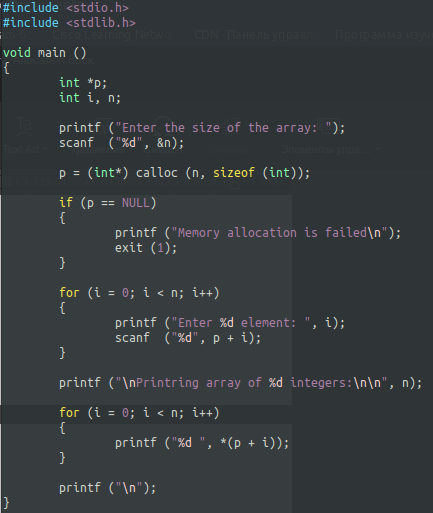 #include <stdio.h>
#include <stdlib.h>
void main ()
{
int *p;
int i, n;
printf ("Enter the size of the array: ");
scanf ("%d", &n);
p = (int*) calloc (n, sizeof (int));
if (p == NULL)
{
printf ("Memory allocation is failed\n");
exit (1);
}
for (i = 0; i < n; i++)
{
printf ("Enter %d element: ", i);
scanf ("%d", p + i);
}
printf ("\nPrintring array of %d integers:\n\n", n);
for (i = 0; i < n; i++)
{
printf ("%d ", *(p + i));
}
printf ("\n");
}